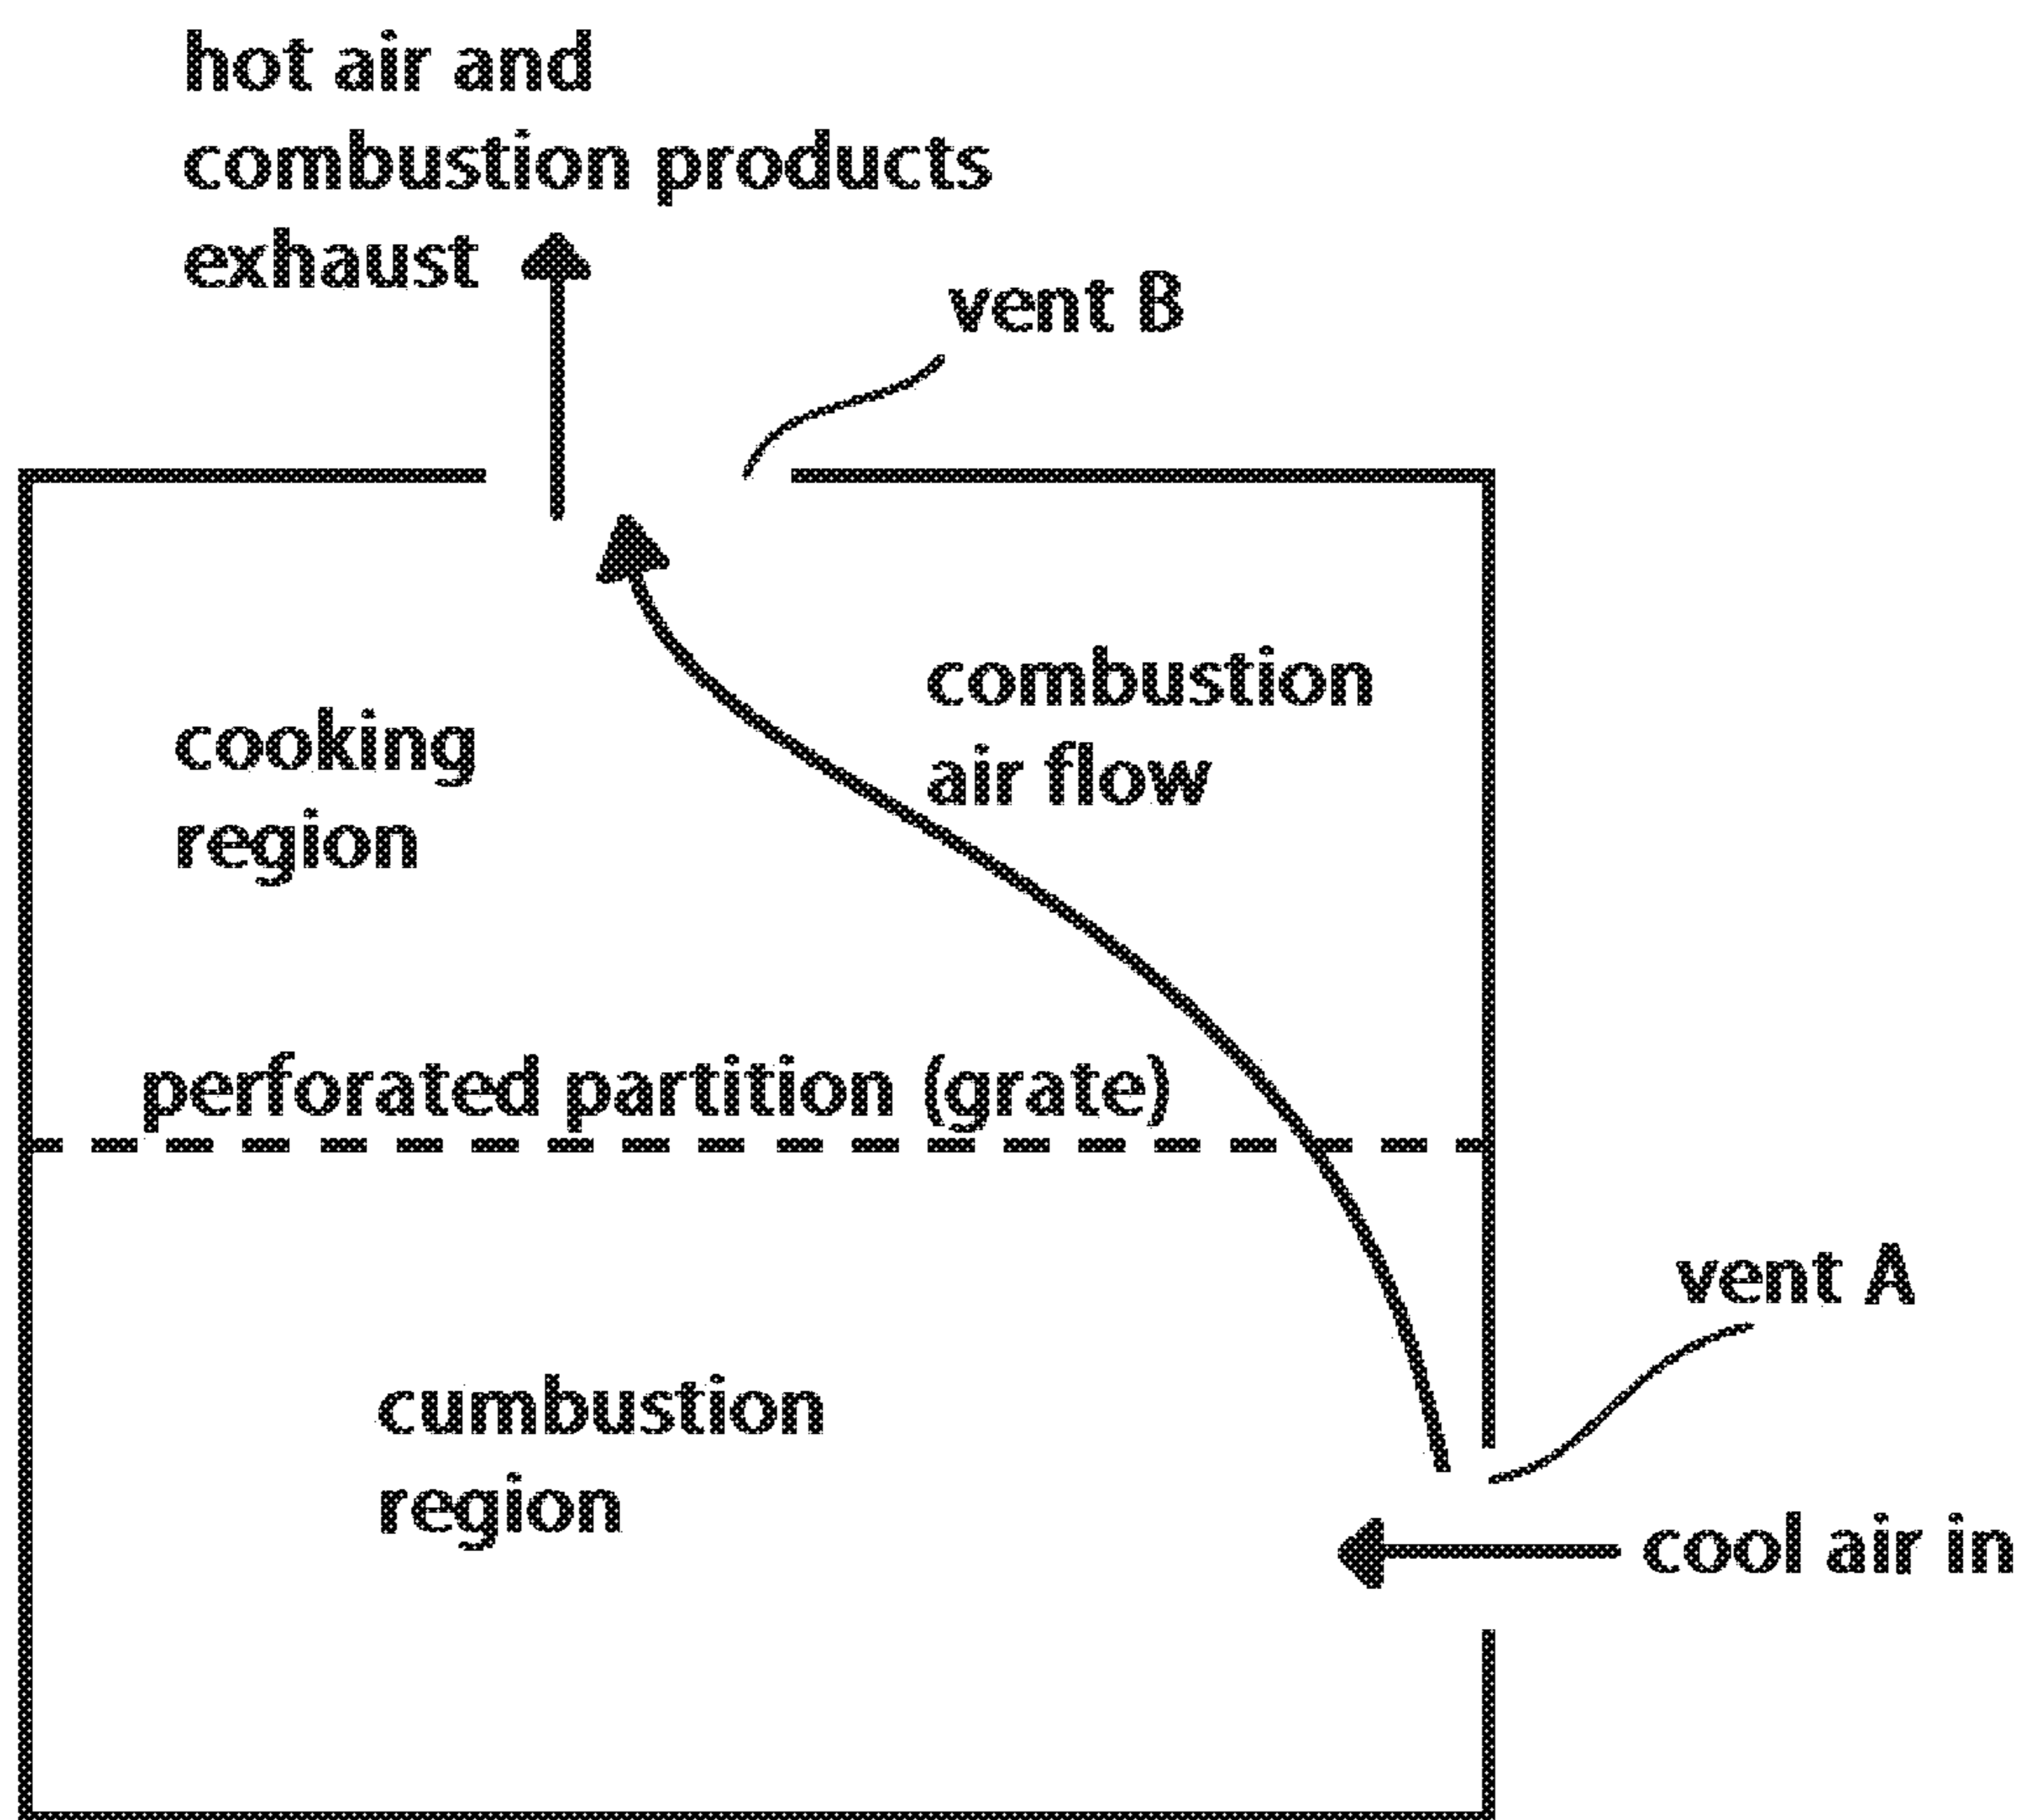 hot air and
combustion products
exhaust
vent B
combustion
air flow
cooking
region
perforated partition (grate)
vent A
cumbustion
region
cool air in